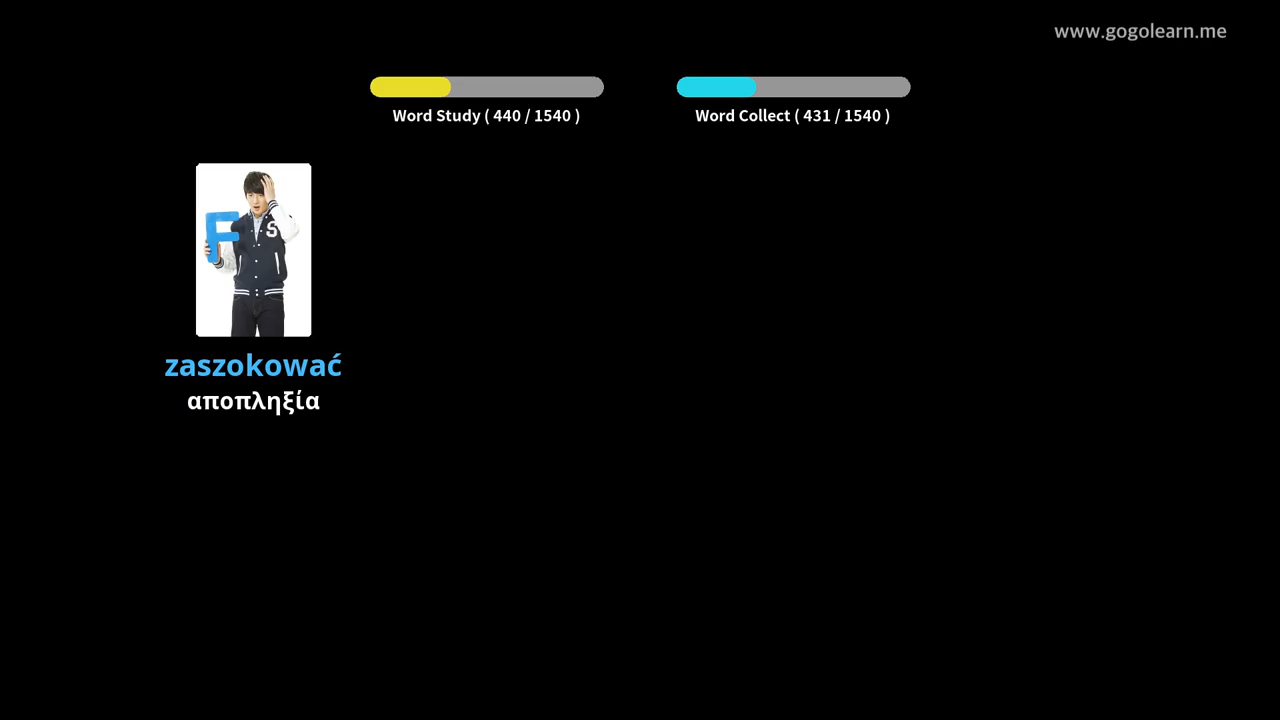 www.gogolearn.me
Word Study ( 440 / 1540 )
Word Collect ( 431 / 1540 )
F
S
zaszokować
αποπληξία